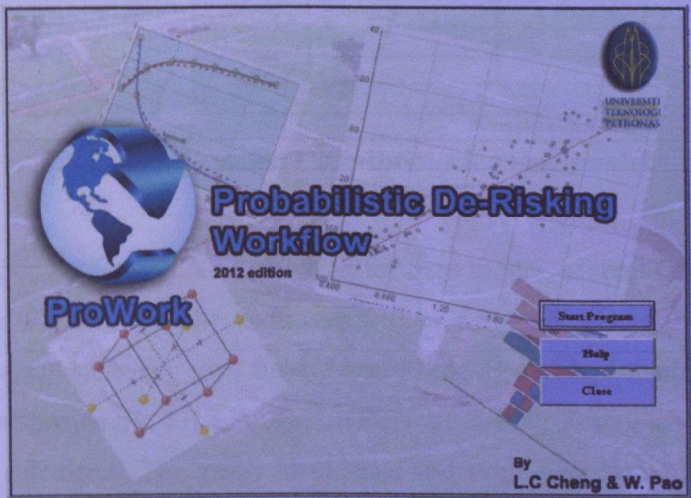 UNIVERSITI
TEKNOLOGI
PETRONAS
Probabilistic De-Risking
Workflow
2012 edition
ProWork
Start Program
Help
Close
By
L.C Cheng & W. Pao